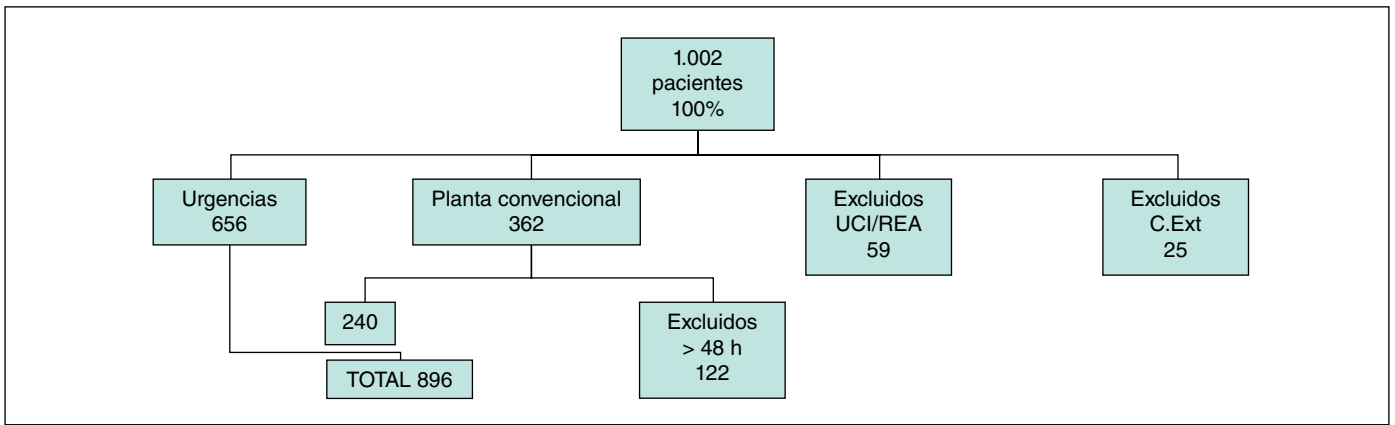 1.002
pacientes
100%
Urgencias
656
Planta convencional
362
Excluidos
UCI/REA
59
Excluidos
C.Ext
25
240
Excluidos
> 48 h
122
TOTAL 896